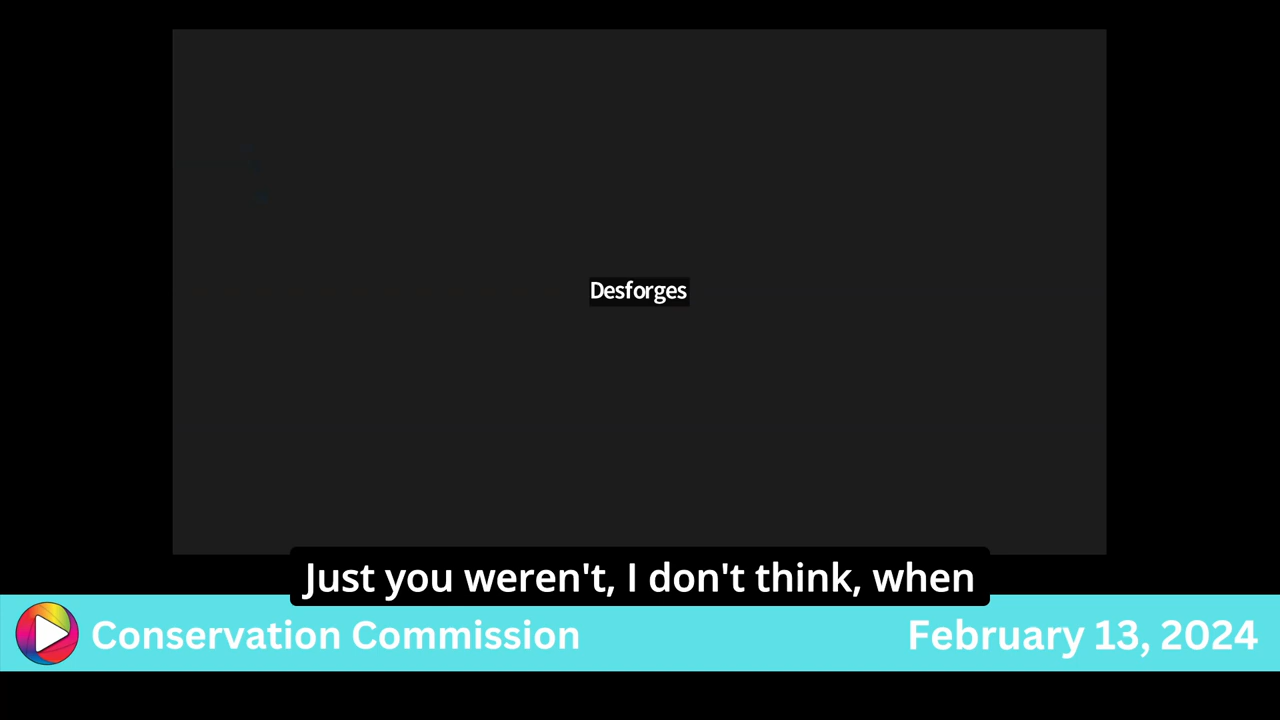 Desforges
Just you weren't, I don't think, when
Conservation Commission
February 13, 2024